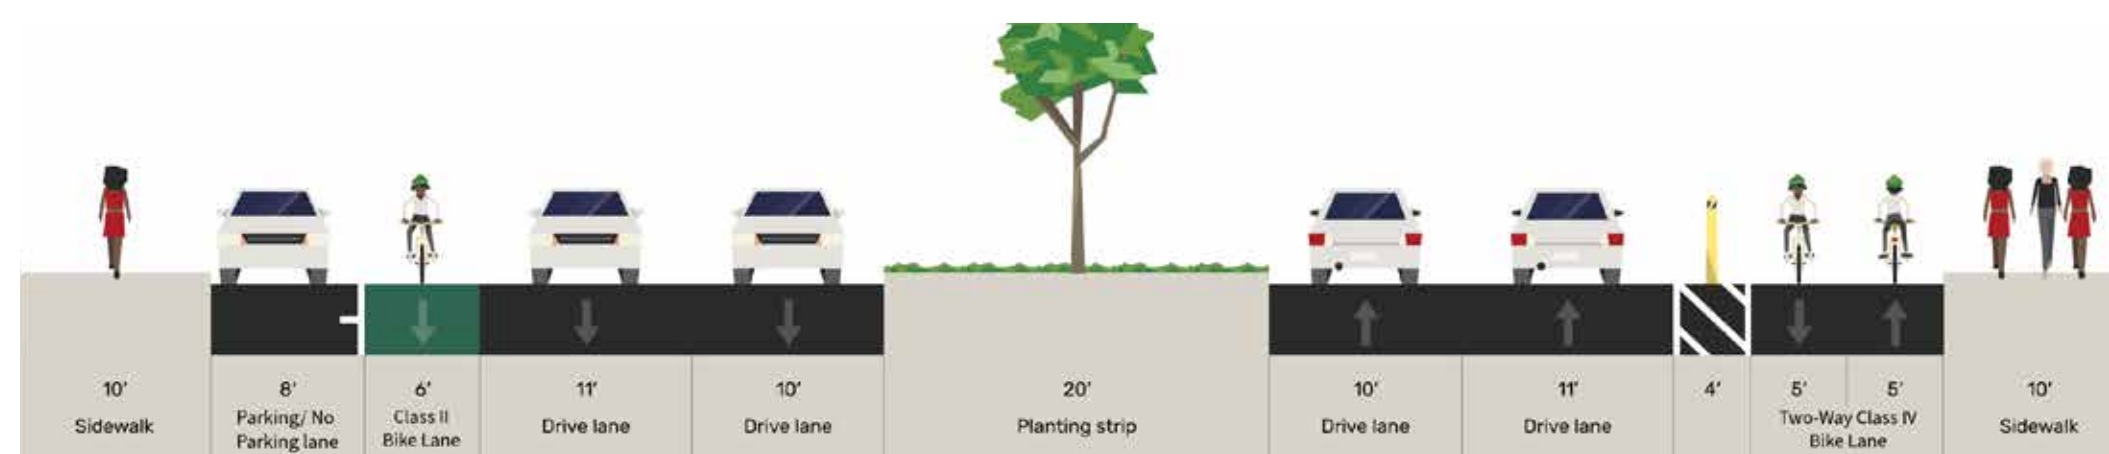 10’ 8’ 6’ 11’ 10’ 20’ 10’ 11’ 4’ 5’ 5’ 10’
Sidewalk
Parking/ No
Parking lane
Class II
Bike Lane
Drive lane
Drive lane
Planting strip
Drive lane
Drive lane
Two-Way Class IV
Bike Lane
Sidewalk